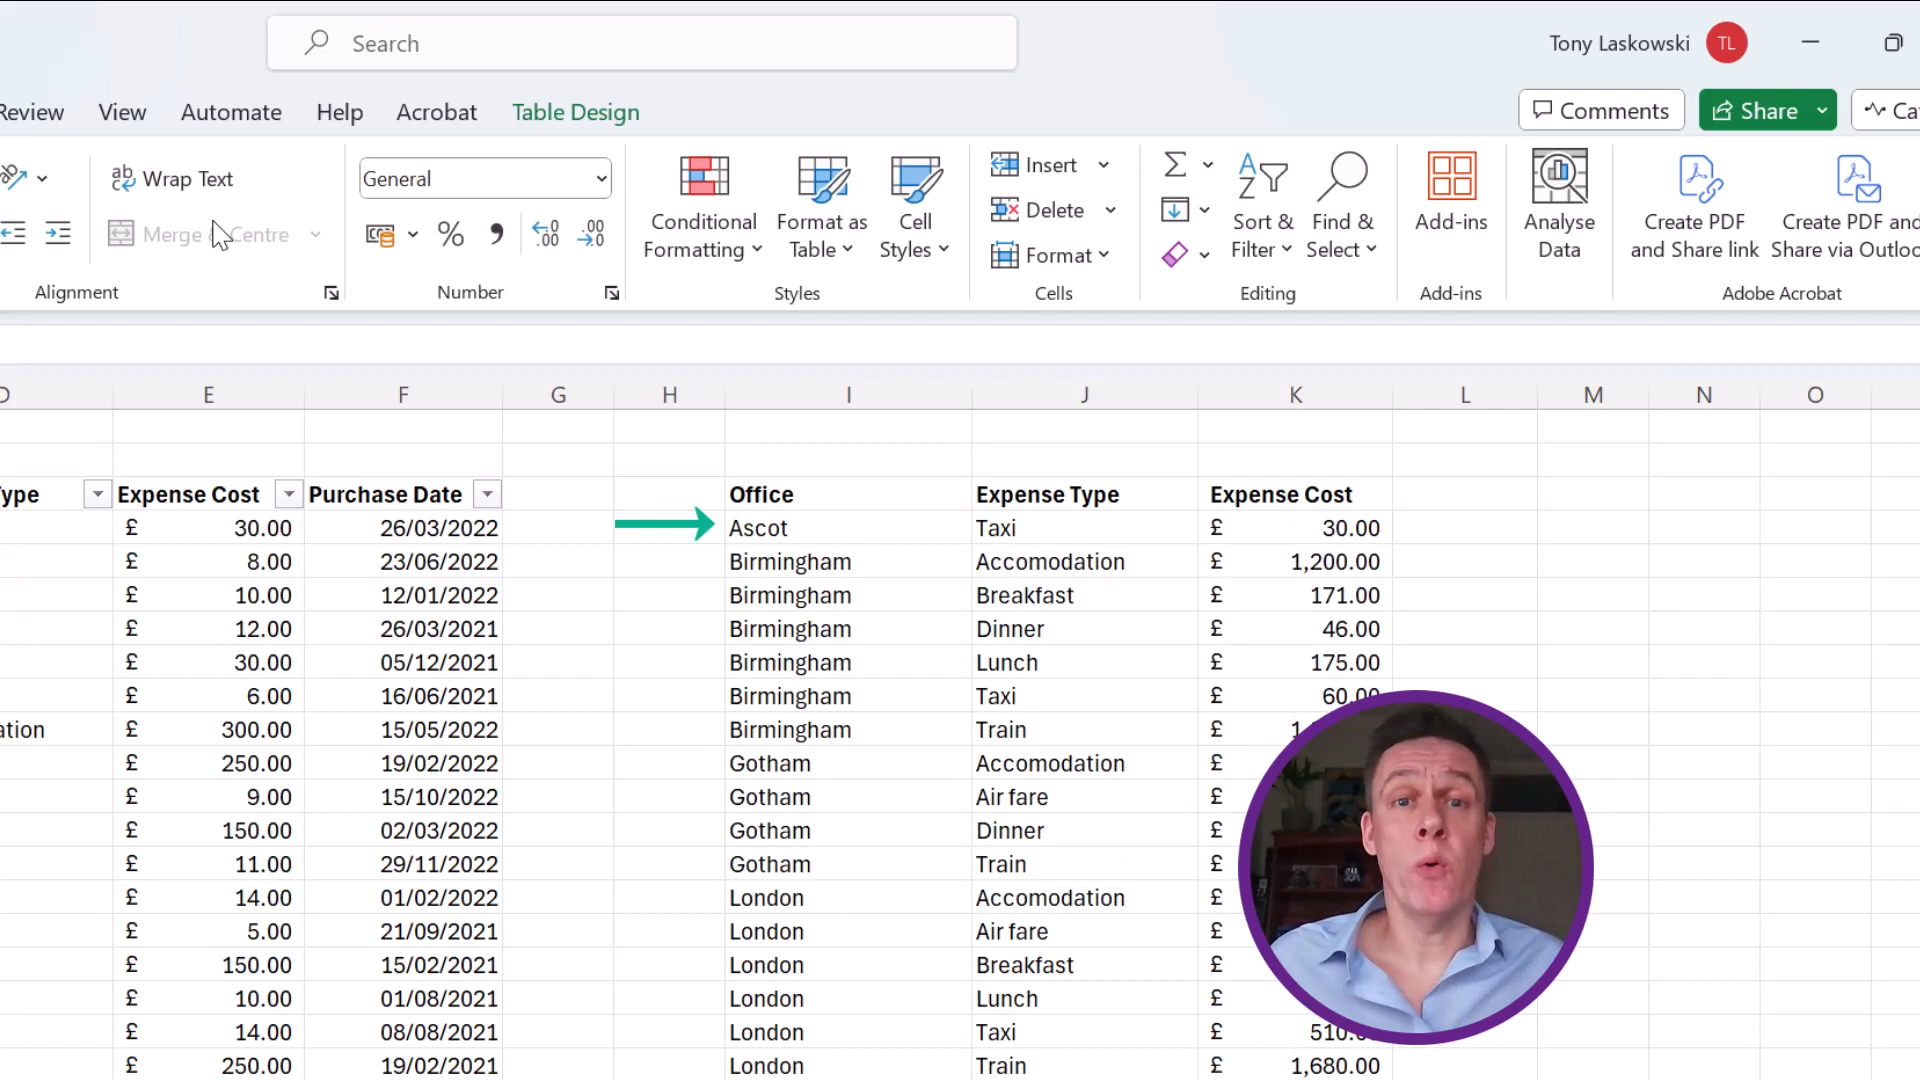 Search
Tony Laskowski TL
Review View Automate Help Acrobat Table Design
Comments Share
Wrap Text
General
Merge & Centre
Conditional Formatting
Format as Table
Cell Styles
Insert
Delete
Format
Sort & Filter
Find & Select
Add-ins
Analyse Data
Create PDF and Share link
Create PDF and Share via
Alignment Number Styles Cells Editing Add-ins Adobe Acrobat
D E F G H I J K L M N O
Expense Cost Purchase Date Office Expense Type Expense Cost
£ 30.00 26/03/2022 Ascot Taxi £ 30.00
£ 8.00 23/06/2022 Birmingham Accomodation £ 1,200.00
£ 10.00 12/01/2022 Birmingham Breakfast £ 171.00
£ 12.00 26/03/2021 Birmingham Dinner £ 46.00
£ 30.00 05/12/2021 Birmingham Lunch £ 175.00
£ 6.00 16/06/2021 Birmingham Taxi £ 60.00
£ 300.00 15/05/2022 Birmingham Train £
£ 250.00 19/02/2022 Gotham Accomodation £
£ 9.00 15/10/2022 Gotham Air fare £
£ 150.00 02/03/2022 Gotham Dinner £
£ 11.00 29/11/2022 Gotham Train £
£ 14.00 01/02/2022 London Accomodation £
£ 5.00 21/09/2021 London Air fare £
£ 150.00 15/02/2021 London Breakfast £
£ 10.00 01/08/2021 London Lunch £
£ 14.00 08/08/2021 London Taxi £
£ 250.00 19/02/2021 London Train £ 1,680.00